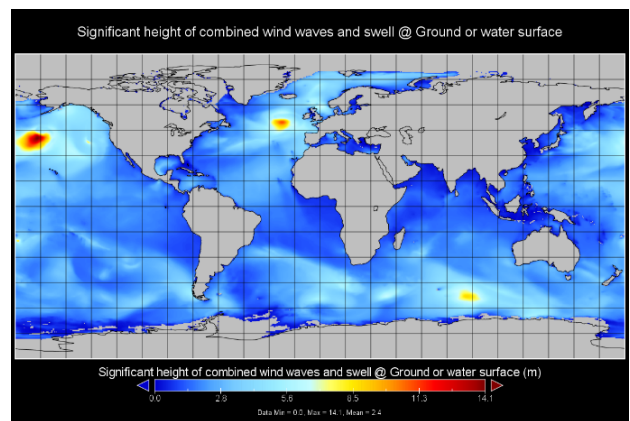 Significant height of combined wind waves and swell @ Ground or water surface
Significant height of combined wind waves and swell @ Ground or water surface (m)
0.0 2.8 5.6 8.5 11.3 14.1
Data Min = 0.0, Max = 14.1, Mean = 2.4